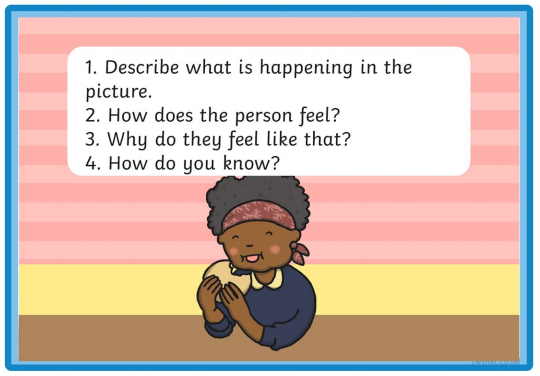 1. Describe what is happening in the
picture.
2. How does the person feel?
3. Why do they feel like that?
4. How do you know?